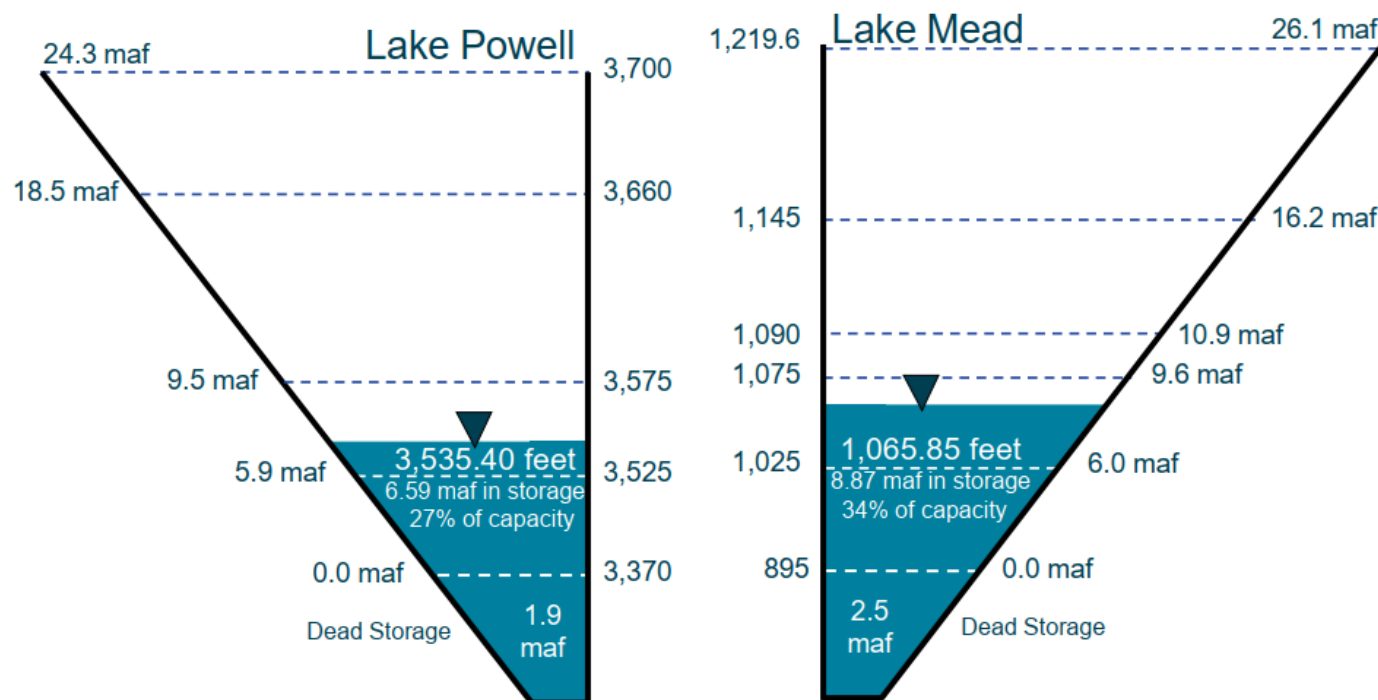 Lake Powell
24.3 maf
3,700
18.5 maf
3,660
9.5 maf
3,575
3,535.40 feet
5.9 maf
3,525
6.59 maf in storage
27% of capacity
0.0 maf
3,370
1.9
maf
Dead Storage
Lake Mead
1,219.6
26.1 maf
1,145
16.2 maf
1,090
10.9 maf
1,075
9.6 maf
1,065.85 feet
1,025
6.0 maf
8.87 maf in storage
34% of capacity
895
0.0 maf
2.5
maf
Dead Storage